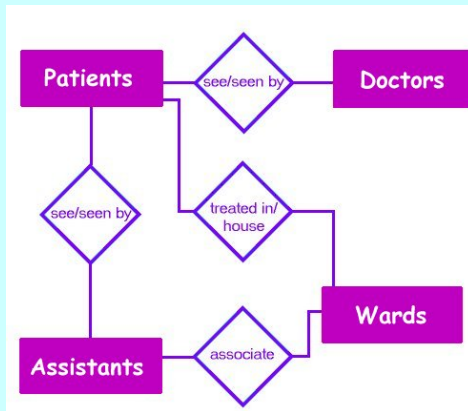 Patients
see/seen by
Doctors
see/seen by
treated in/
house
Wards
Assistants
associate